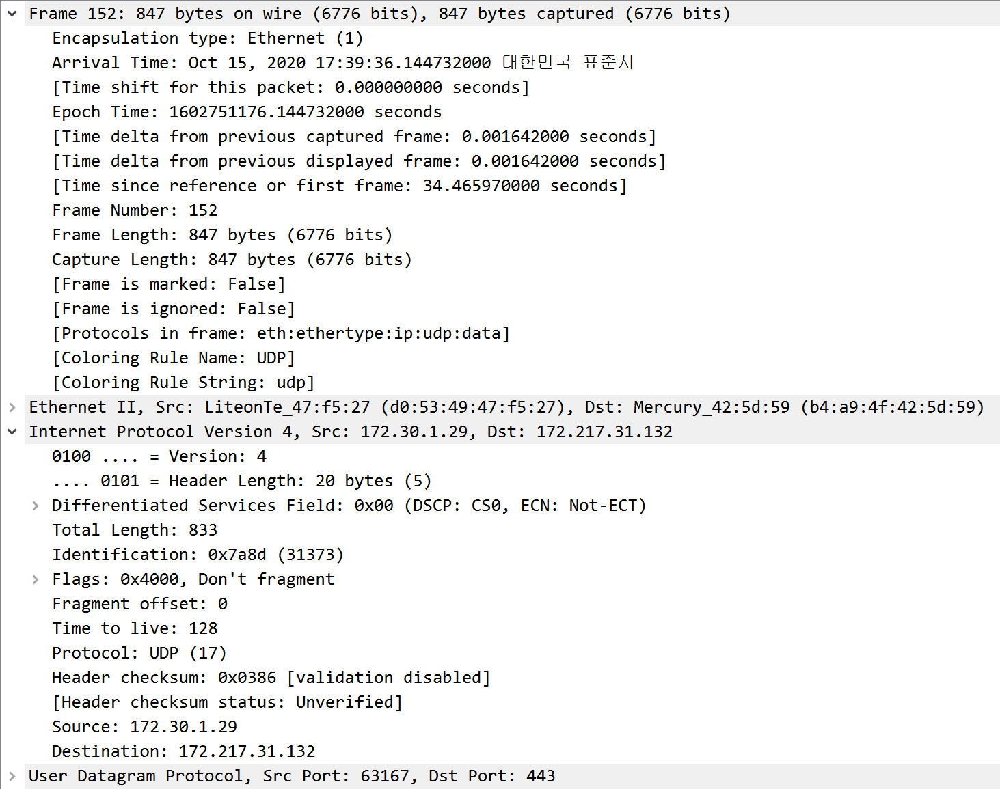 Frame 152: 847 bytes on wire (6776 bits), 847 bytes captured (6776 bits)
Encapsulation type: Ethernet (1)
Arrival Time: Oct 15, 2020 17:39:36.144732000 대한민국 표준시
[Time shift for this packet: 0.000000000 seconds]
Epoch Time: 1602751176.144732000 seconds
[Time delta from previous captured frame: 0.001642000 seconds]
[Time delta from previous displayed frame: 0.001642000 seconds]
[Time since reference or first frame: 34.465970000 seconds]
Frame Number: 152
Frame Length: 847 bytes (6776 bits)
Capture Length: 847 bytes (6776 bits)
[Frame is marked: False]
[Frame is ignored: False]
[Protocols in frame: eth:ethertype:ip:udp:data]
[Coloring Rule Name: UDP]
[Coloring Rule String: udp]
Ethernet II, Src: LiteonTe_47:f5:27 (d0:53:49:47:f5:27), Dst: Mercury_42:5d:59 (b4:a9:4f:42:5d:59)
Internet Protocol Version 4, Src: 172.30.1.29, Dst: 172.217.31.132
0100 .... = Version: 4
.... 0101 = Header Length: 20 bytes (5)
Differentiated Services Field: 0x00 (DSCP: CS0, ECN: Not-ECT)
Total Length: 833
Identification: 0x7a8d (31373)
Flags: 0x4000, Don't fragment
Fragment offset: 0
Time to live: 128
Protocol: UDP (17)
Header checksum: 0x0386 [validation disabled]
[Header checksum status: Unverified]
Source: 172.30.1.29
Destination: 172.217.31.132
User Datagram Protocol, Src Port: 63167, Dst Port: 443